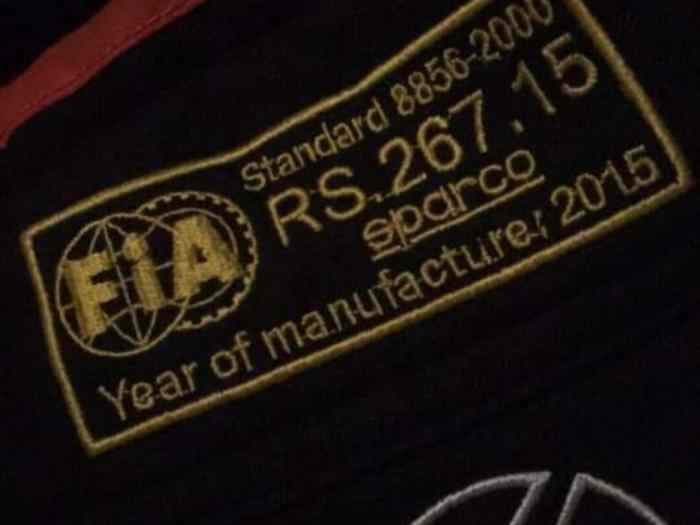 Standard 8856-2000
RS.267.15
sparco
FiA
Year of manufacture: 2015